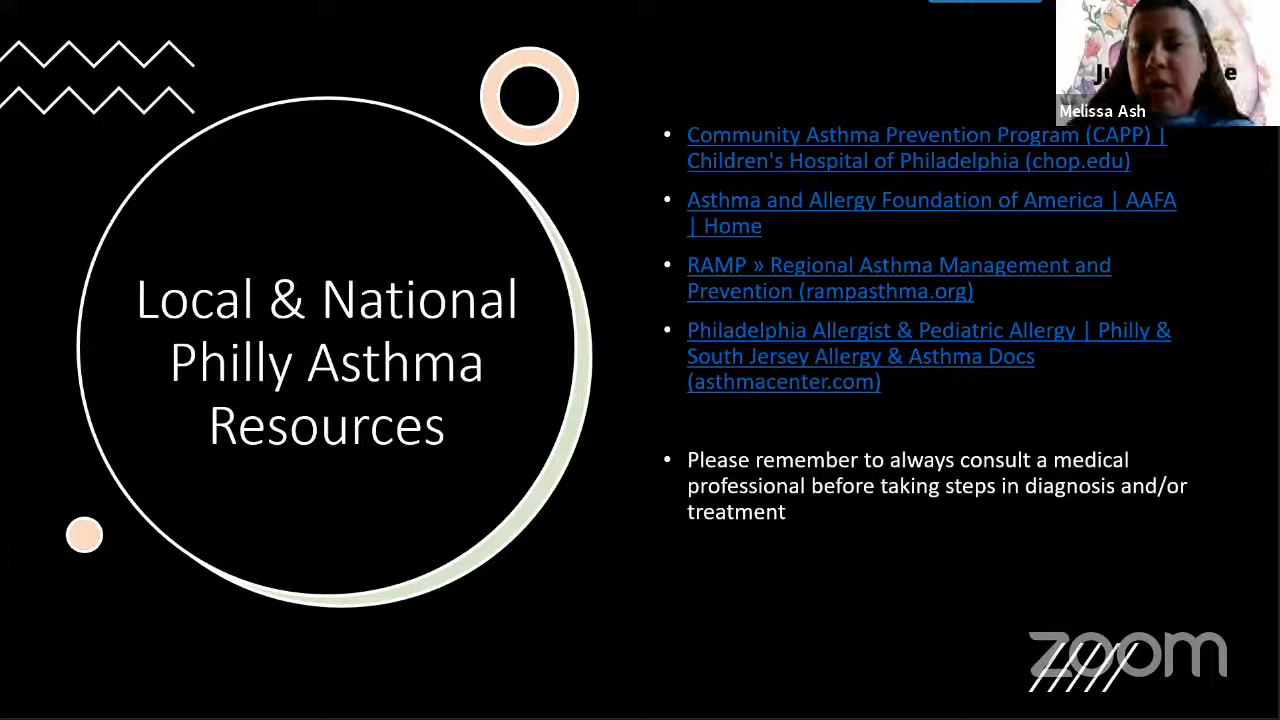 Local & National
Philly Asthma
Resources
Melissa Ash
• Community Asthma Prevention Program (CAPP) |
Children's Hospital of Philadelphia (chop.edu)
• Asthma and Allergy Foundation of America | AAFA
| Home
• RAMP » Regional Asthma Management and
Prevention (rampasthma.org)
• Philadelphia Allergist & Pediatric Allergy | Philly &
South Jersey Allergy & Asthma Docs
(asthmacenter.com)
• Please remember to always consult a medical
professional before taking steps in diagnosis and/or
treatment
zoom